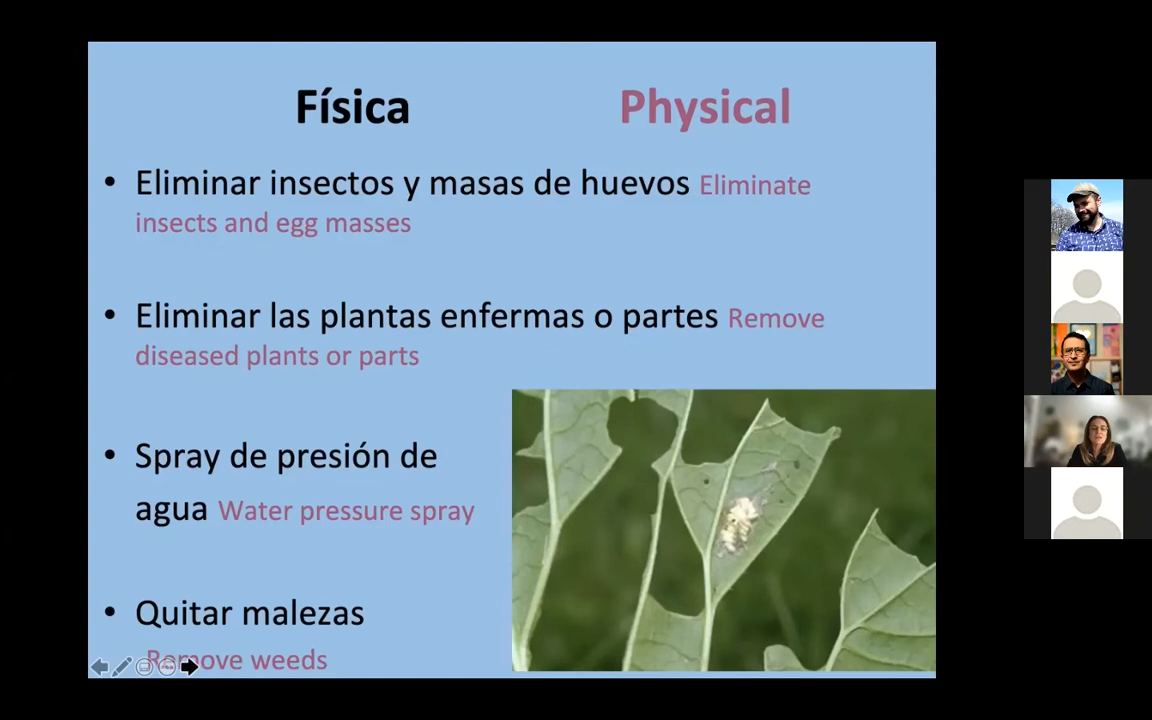 Física Physical
• Eliminar insectos y masas de huevos Eliminate
insects and egg masses
• Eliminar las plantas enfermas o partes Remove
diseased plants or parts
• Spray de presión de
agua Water pressure spray
• Quitar malezas
Remove weeds